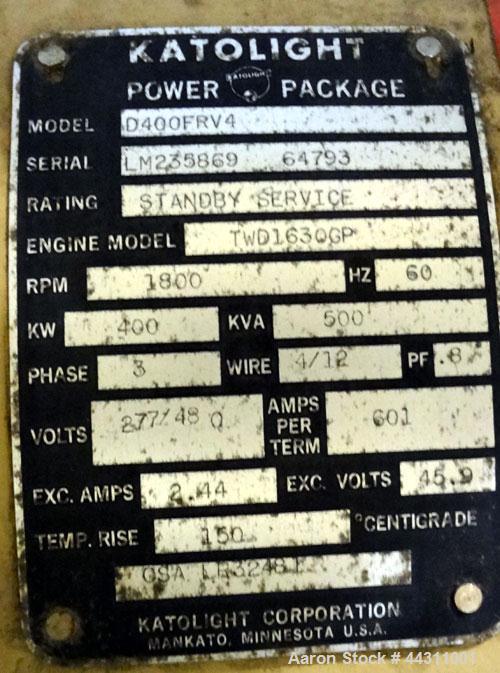 KATOLIGHT
POWER KATOLIGHT PACKAGE
MODEL D400FRV4
SERIAL LM235869 64793
RATING STANDBY SERVICE
ENGINE MODEL TWD1630GP
RPM 1800 HZ 60
KW 400 KVA 500
PHASE 3 WIRE 4/12 PF .8
VOLTS 277/480 AMPS PER TERM 601
EXC. AMPS 2.44 EXC. VOLTS 45.9
TEMP. RISE 150 °CENTIGRADE
KATOLIGHT CORPORATION
MANKATO, MINNESOTA U.S.A.
Aaron Stock # 44311001